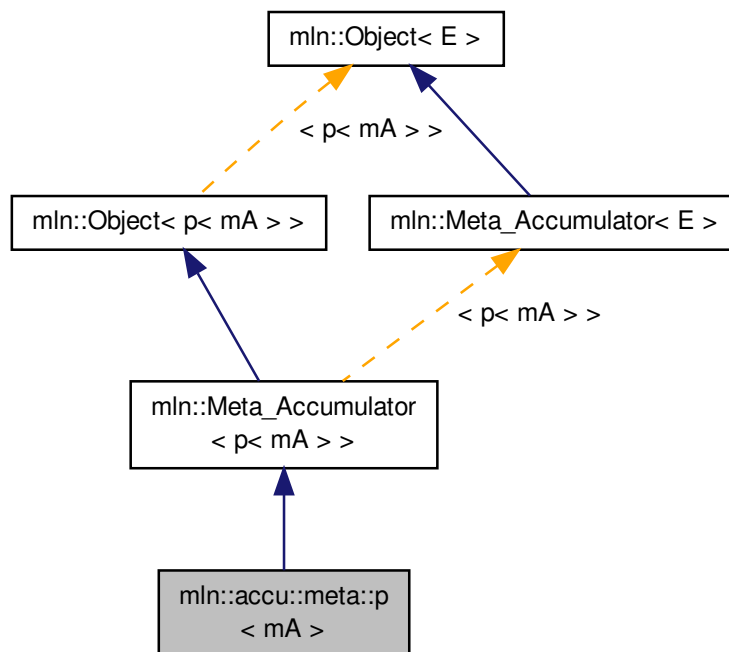 mln::Object< E >
< p< mA > >
mln::Object< p< mA > >
mln::Meta_Accumulator< E >
< p< mA > >
mln::Meta_Accumulator
< p< mA > >
mln::accu::meta::p
< mA >